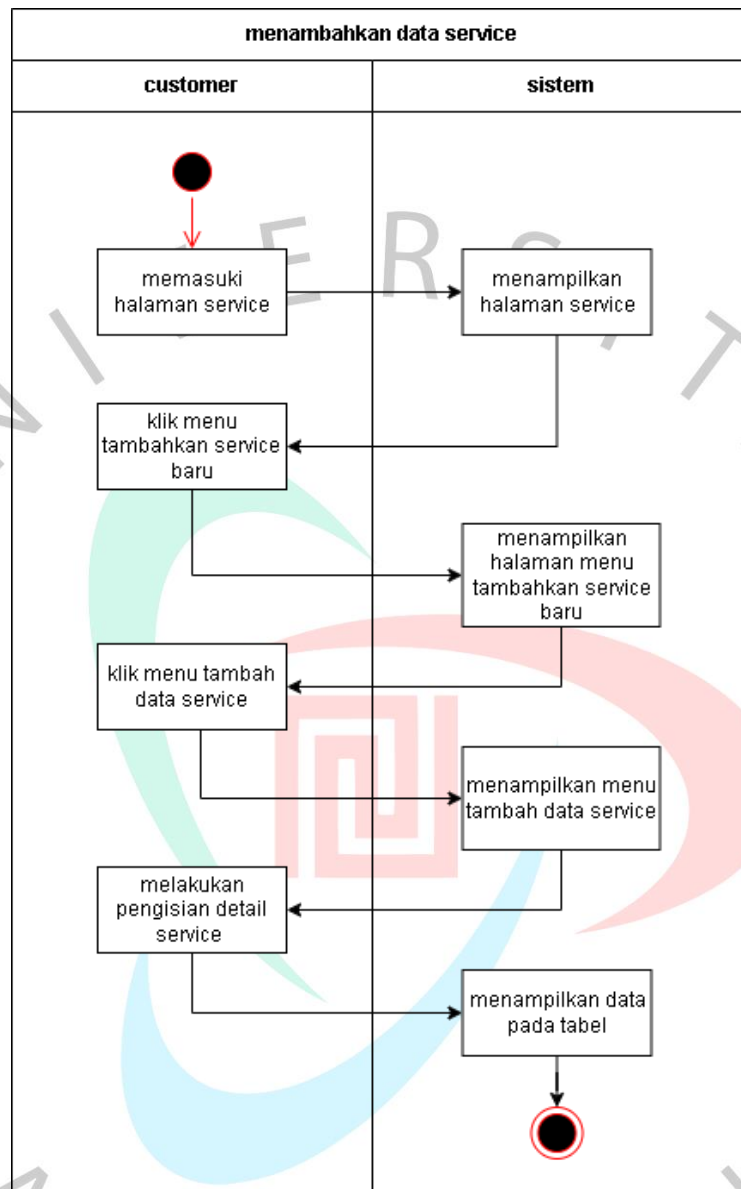 menambahkan data service
customer
sistem
memasuki
halaman service
menampilkan
halaman service
klik menu
tambahkan service
baru
menampilkan
halaman menu
tambahkan service
baru
klik menu tambah
data service
menampilkan menu
tambah data service
melakukan
pengisian detail
service
menampilkan data
pada tabel